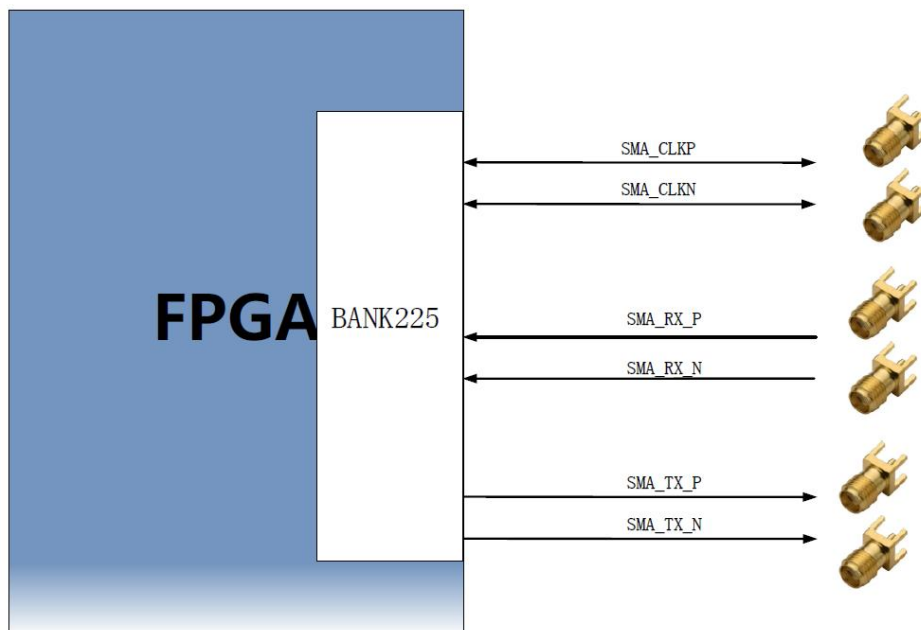 SMA_CLKP
SMA_CLKN
FPGA
BANK225
SMA_RX_P
SMA_RX_N
SMA_TX_P
SMA_TX_N